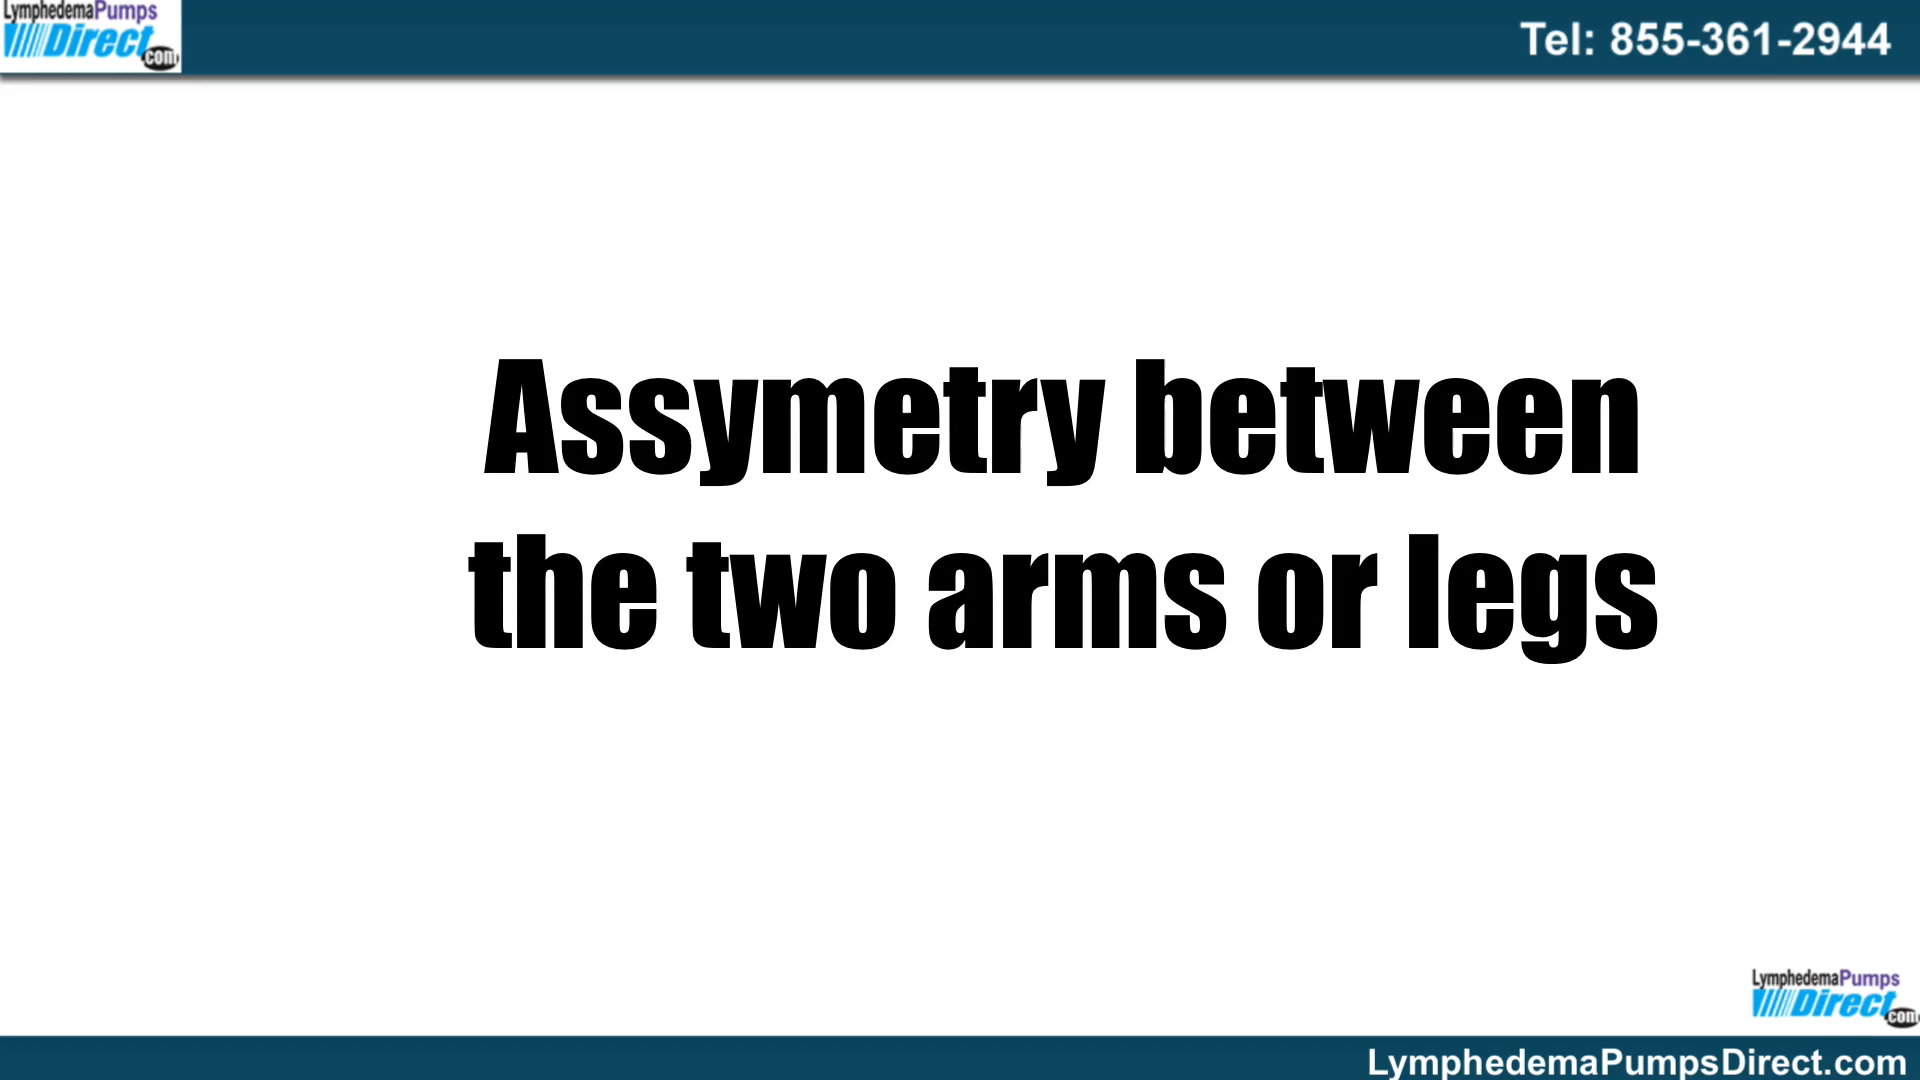 LymphedemaPumps
Direct.com
Tel: 855-361-2944
Assymetry between
the two arms or legs
LymphedemaPumps
Direct.com
LymphedemaPumpsDirect.com